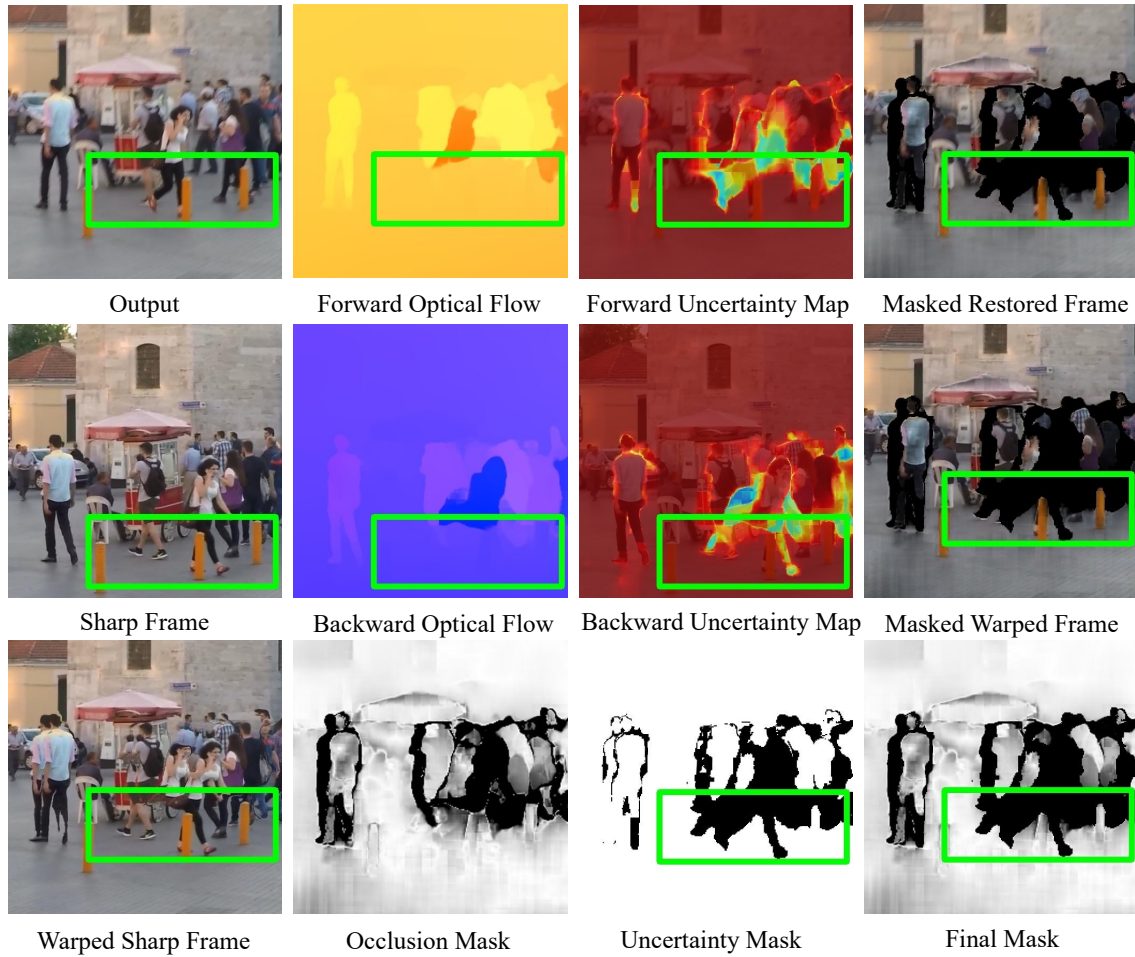 Output Forward Optical Flow Forward Uncertainty Map Masked Restored Frame
Sharp Frame Backward Optical Flow Backward Uncertainty Map Masked Warped Frame
Warped Sharp Frame Occlusion Mask Uncertainty Mask Final Mask